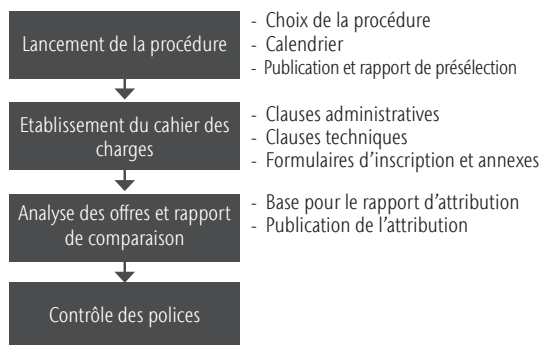 Lancement de la procédure
- Choix de la procédure
- Calendrier
- Publication et rapport de présélection
Etablissement du cahier des
charges
- Clauses administratives
- Clauses techniques
- Formulaires d'inscription et annexes
Analyse des offres et rapport
de comparaison
- Base pour le rapport d'attribution
- Publication de l'attribution
Contrôle des polices